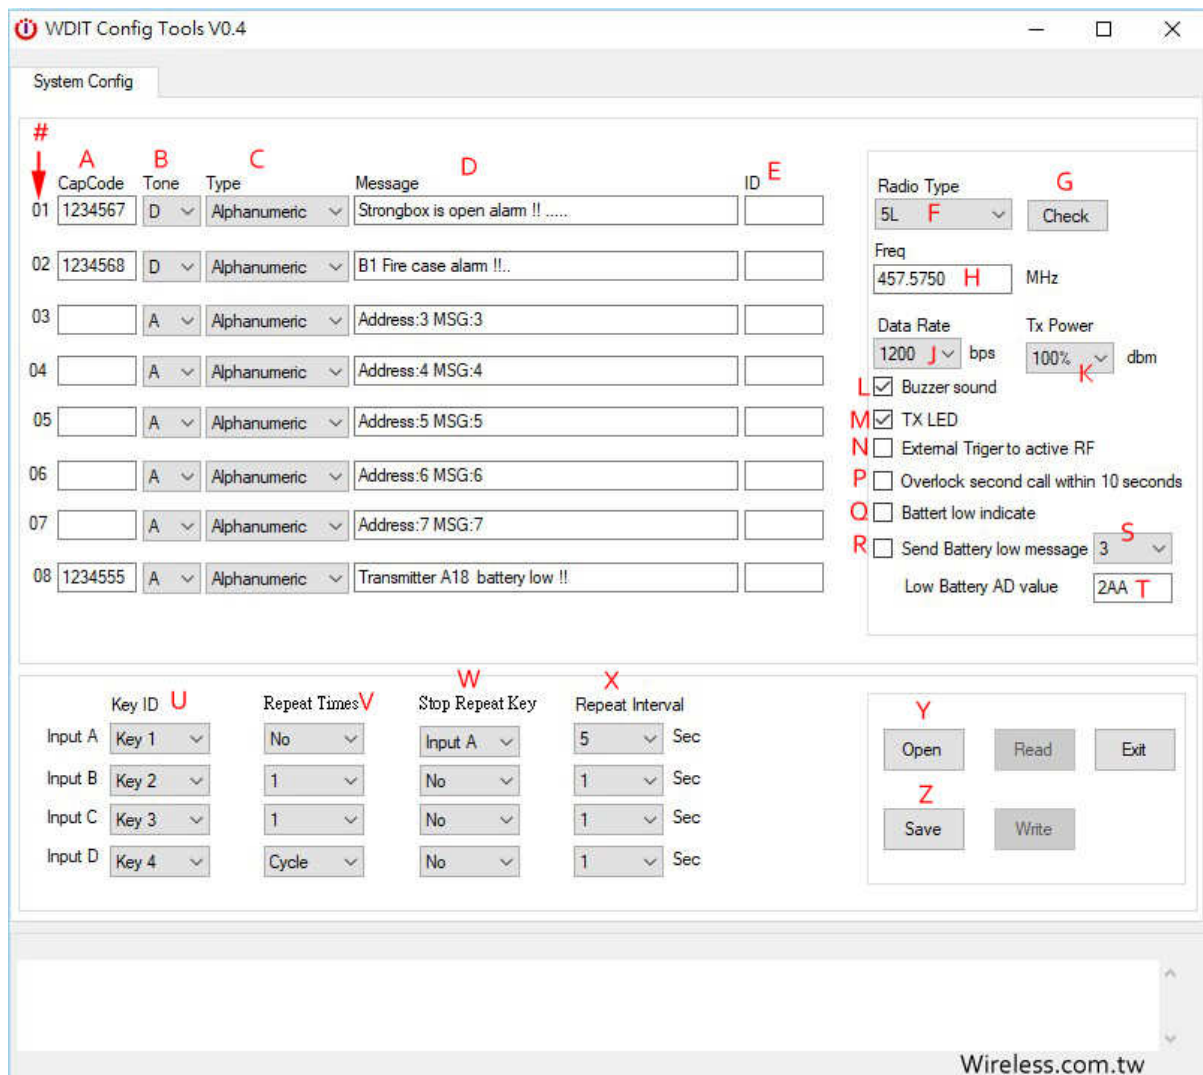 WDIT Config Tools V0.4
System Config
#
A B C D E
CapCode Tone Type Message ID
01 1234567 D Alphanumeric Strongbox is open alarm !! .....
02 1234568 D Alphanumeric B1 Fire case alarm !!..
03 A Alphanumeric Address:3 MSG:3
04 A Alphanumeric Address:4 MSG:4
05 A Alphanumeric Address:5 MSG:5
06 A Alphanumeric Address:6 MSG:6
07 A Alphanumeric Address:7 MSG:7
08 1234555 A Alphanumeric Transmitter A18 battery low !!
Radio Type G
5L F Check
Freq
457.5750 H MHz
Data Rate Tx Power
1200 J bps 100% K dbm
L Buzzer sound
M TX LED
N External Triger to active RF
P Overlock second call within 10 seconds
Q Battert low indicate
R Send Battery low message 3 S
Low Battery AD value 2AA T
Key ID U Repeat Times V Stop Repeat Key W Repeat Interval X
Input A Key 1 No Input A 5 Sec
Input B Key 2 1 No 1 Sec
Input C Key 3 1 No 1 Sec
Input D Key 4 Cycle No 1 Sec
Y
Open Read Exit
Z
Save Write
Wireless.com.tw